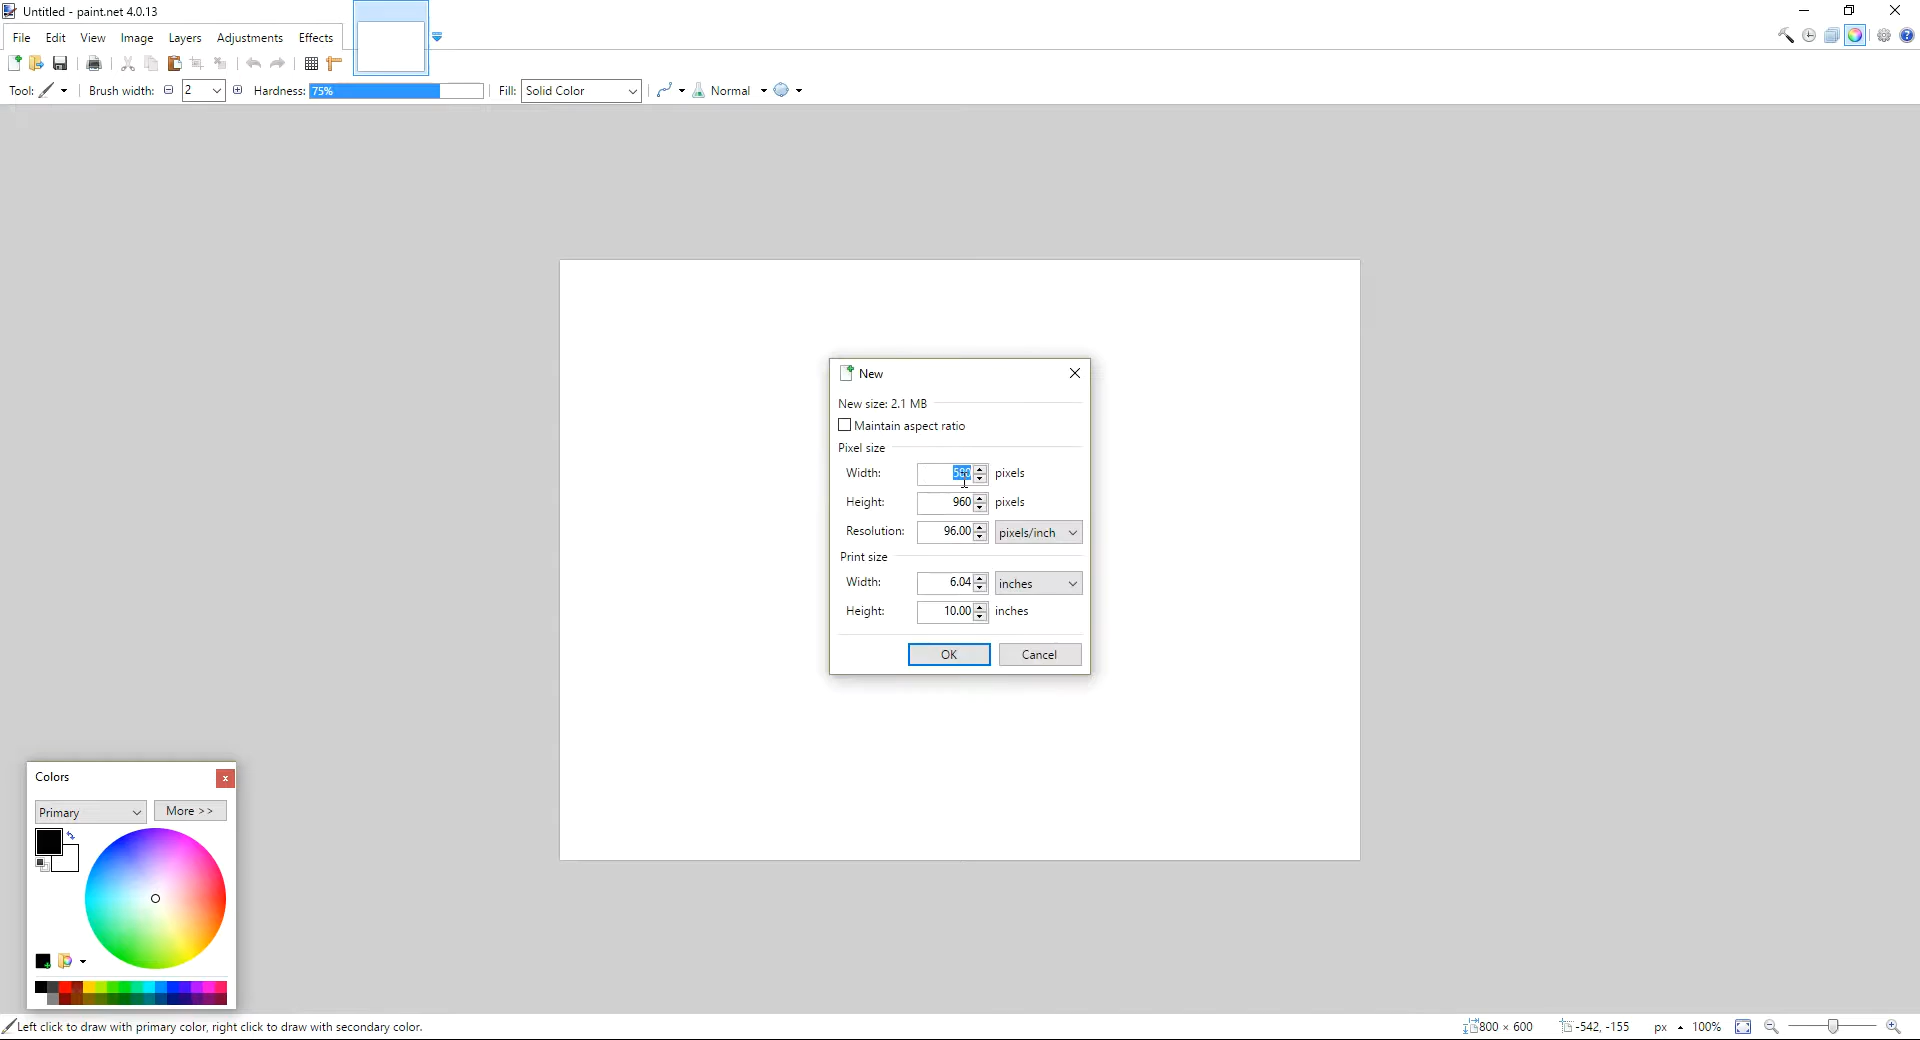 Untitled - paint.net 4.0.13
File Edit View Image Layers Adjustments Effects
Tool: Brush width: 2 Hardness: 75% Fill: Solid Color Normal
New
New size: 2.1 MB
Maintain aspect ratio
Pixel size
Width: 580 pixels
Height: 960 pixels
Resolution: 96.00 pixels/inch
Print size
Width: 6.04 inches
Height: 10.00 inches
OK Cancel
Colors x
Primary More >>
Left click to draw with primary color, right click to draw with secondary color. 800 × 600 -542, -155 px 100%